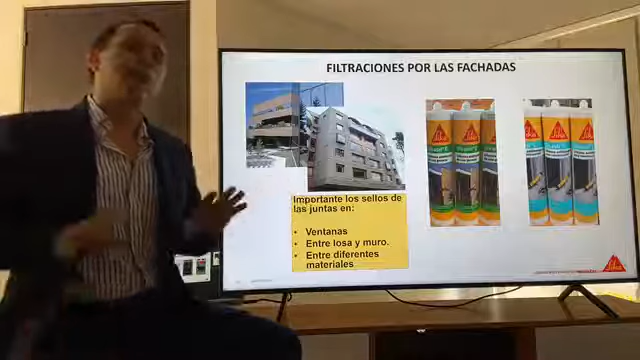 FILTRACIONES POR LAS FACHADAS
Importante los sellos de
las juntas en:
• Ventanas
• Entre losa y muro.
• Entre diferentes
materiales